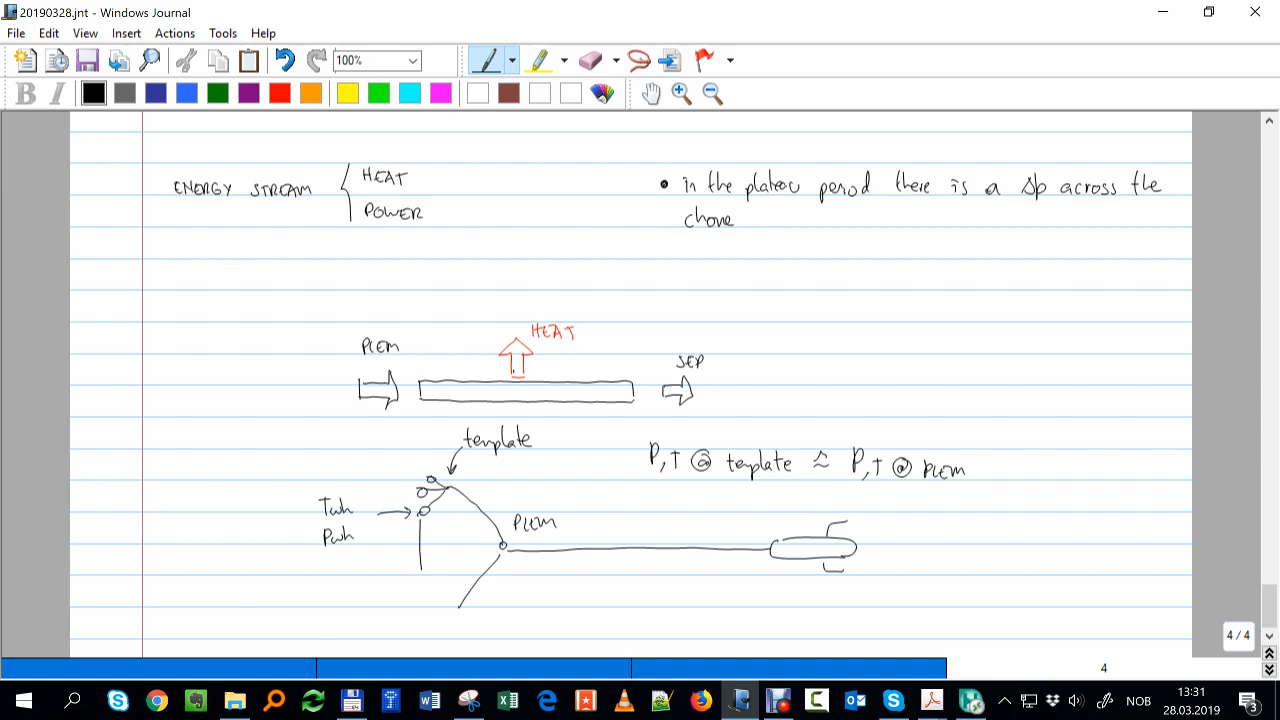 20190328.jnt - Windows Journal
File Edit View Insert Actions Tools Help
100%
ENERGY STREAM
HEAT
POWER
• in the plateau period there is a Δp across the
choke
HEAT
PLEM
SEP
template
P,T @ template ≈ P,T @ PLEM
Twh
Pwh
PLEM
4 / 4
4
NOB
13:31
28.03.2019
3